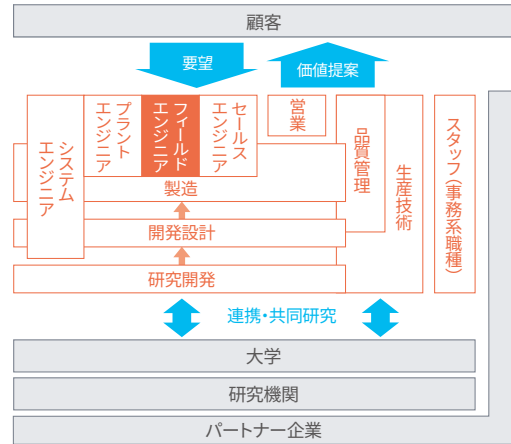 顧客
要望
価値提案
システム
エンジニア
プラント
エンジニア
フィールド
エンジニア
セールス
エンジニア
営業
品質管理
生産技術
スタッフ(事務系職種)
製造
開発設計
研究開発
連携・共同研究
大学
研究機関
パートナー企業